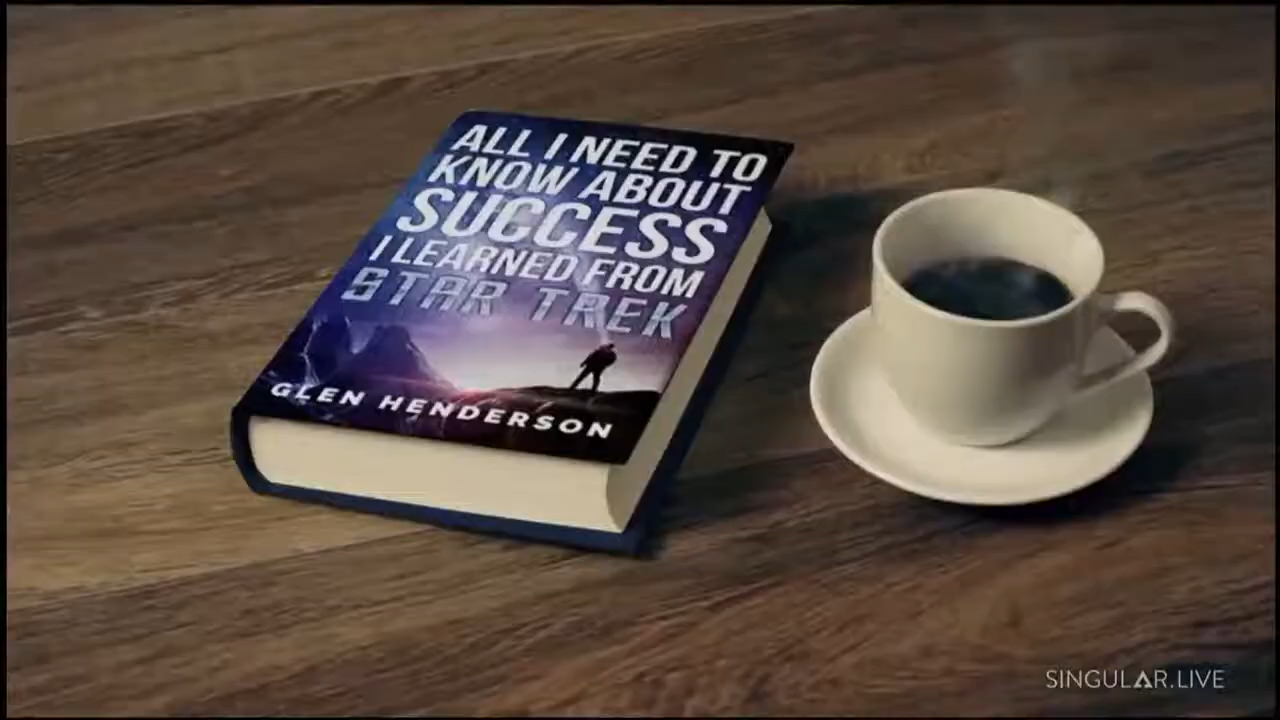 ALL I NEED TO
KNOW ABOUT
SUCCESS
I LEARNED FROM
STAR TREK
GLEN HENDERSON
SINGULAR.LIVE